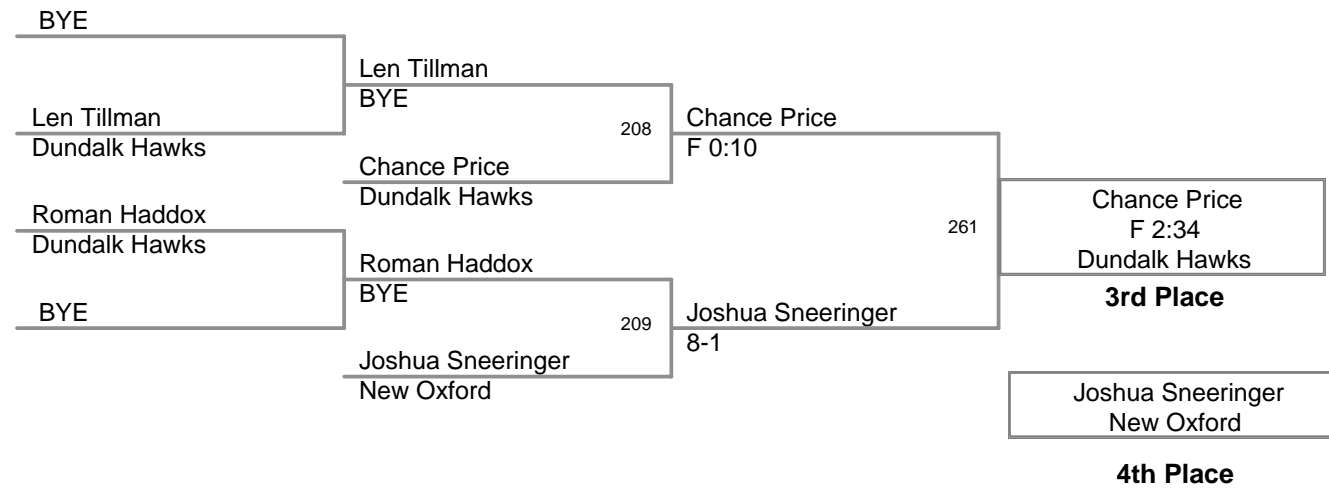 BYE
Len Tillman
BYE
Len Tillman
Dundalk Hawks
208
Chance Price
F 0:10
Chance Price
Dundalk Hawks
Roman Haddox
Dundalk Hawks
261
Chance Price
F 2:34
Dundalk Hawks
3rd Place
Roman Haddox
BYE
BYE
209
Joshua Sneeringer
8-1
Joshua Sneeringer
New Oxford
Joshua Sneeringer
New Oxford
4th Place